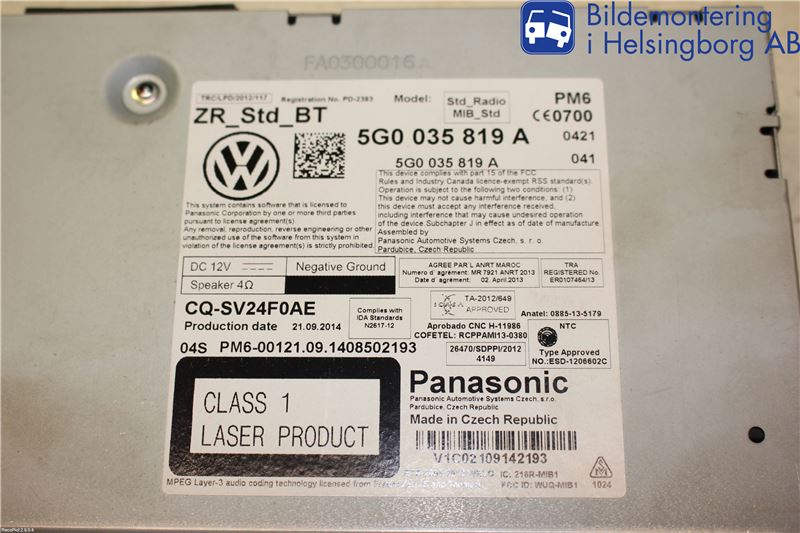 Bildemontering
i Helsingborg AB
FA0300016A
TRC/LPD/2012/117
Registration No. PD-2383
Model:
Std_Radio
MIB_Std
PM6
ZR_Std_BT
CE0700
5G0 035 819 A
0421
5G0 035 819 A
041
This device complies with part 15 of the FCC
Rules and Industry Canada licence-exempt RSS standard(s).
Operation is subject to the following two conditions: (1)
This device may not cause harmful interference, and (2)
this device must accept any interference received,
including interference that may cause undesired operation
of the device.Subchapter J in effect as of date of manufacture.
Assembled by
Panasonic Automotive Systems Czech, s. r. o.
Pardubice, Czech Republic
This system contains software that is licensed to
Panasonic Corporation by one or more third parties
pursuant to license agreement(s).
Any removal, reproduction, reverse engineering or other
unauthorized use of the software from this system in
violation of the license agreement(s) is strictly prohibited.
DC 12V
Negative Ground
Speaker 4Ω
AGREE PAR L ANRT MAROC
Numero d' agrément: MR 7921 ANRT 2013
Date d' agrément: 02. April.2013
TRA
REGISTERED No.
ER0107464/13
CQ-SV24F0AE
Production date 21.09.2014
Complies with
IDA Standards
N2617-12
ICASA
TA-2012/649
APPROVED
Anatel: 0885-13-5179
Aprobado CNC H-11986
COFETEL: RCPPAMI13-0380
NTC
Type Approved
NO.:ESD-1206602C
04S PM6-00121.09.1408502193
26470/SDPPI/2012
4149
CLASS 1
LASER PRODUCT
Panasonic
Panasonic Automotive Systems Czech, s.r.o.
Pardubice, Czech Republic
Made in Czech Republic
V1C02109142193
IC. 216R-MIB1
MPEG Layer-3 audio coding technology licensed from
FCC ID: WUQ-MIB1
1024